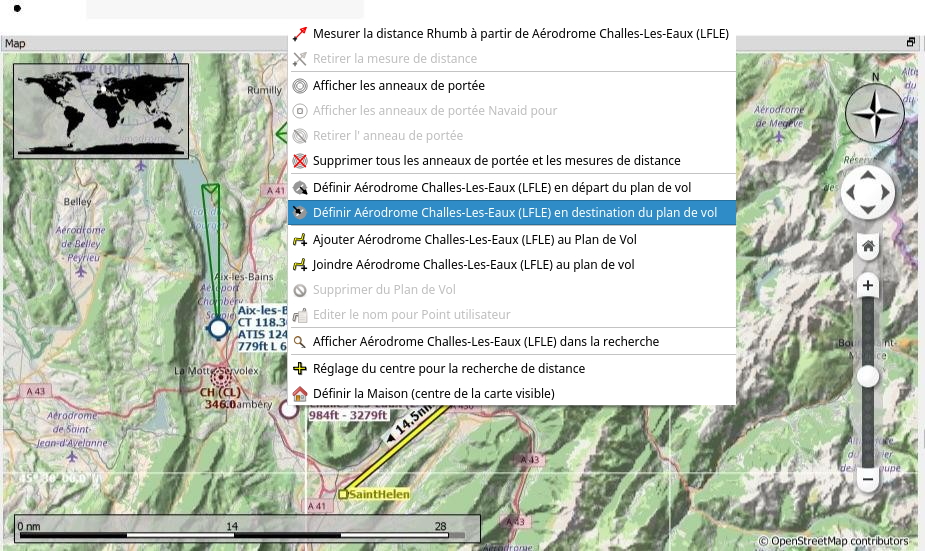 Map
Mesurer la distance Rhumb à partir de Aérodrome Challes-Les-Eaux (LFLE)
Retirer la mesure de distance
Afficher les anneaux de portée
Afficher les anneaux de portée Navaid pour
Retirer l' anneau de portée
Supprimer tous les anneaux de portée et les mesures de distance
Définir Aérodrome Challes-Les-Eaux (LFLE) en départ du plan de vol
Définir Aérodrome Challes-Les-Eaux (LFLE) en destination du plan de vol
Ajouter Aérodrome Challes-Les-Eaux (LFLE) au Plan de Vol
Joindre Aérodrome Challes-Les-Eaux (LFLE) au plan de vol
Supprimer du Plan de Vol
Editer le nom pour Point utilisateur
Afficher Aérodrome Challes-Les-Eaux (LFLE) dans la recherche
Réglage du centre pour la recherche de distance
Définir la Maison (centre de la carte visible)
Rumilly
A 41
Belley
Aérodrome
de Belley -
Peyrieu
Aix-les-Bains
Aéroport
Chambéry
Aix-les-B
CT 118.3
ATIS 124
779ft L 6
CH (CL)
346.0
984ft - 3279ft
14.5nm
A 43
Aérodrome
de Saint-
Jean-d'Avelanne
SaintHelen
A 41
A 43
A 43
Aérodrome
N
Aérodrome
de Megève
0 nm
14
28
© OpenStreetMap contributors